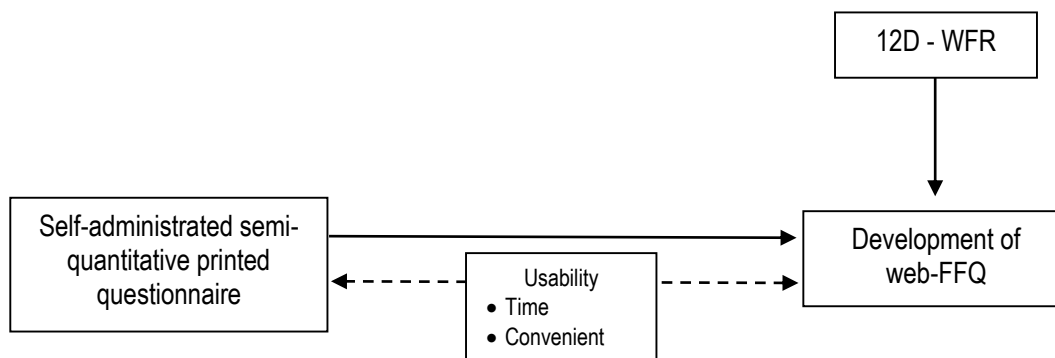 12D - WFR
Self-administrated semi-
quantitative printed
questionnaire
Development of
web-FFQ
Usability
• Time
• Convenient